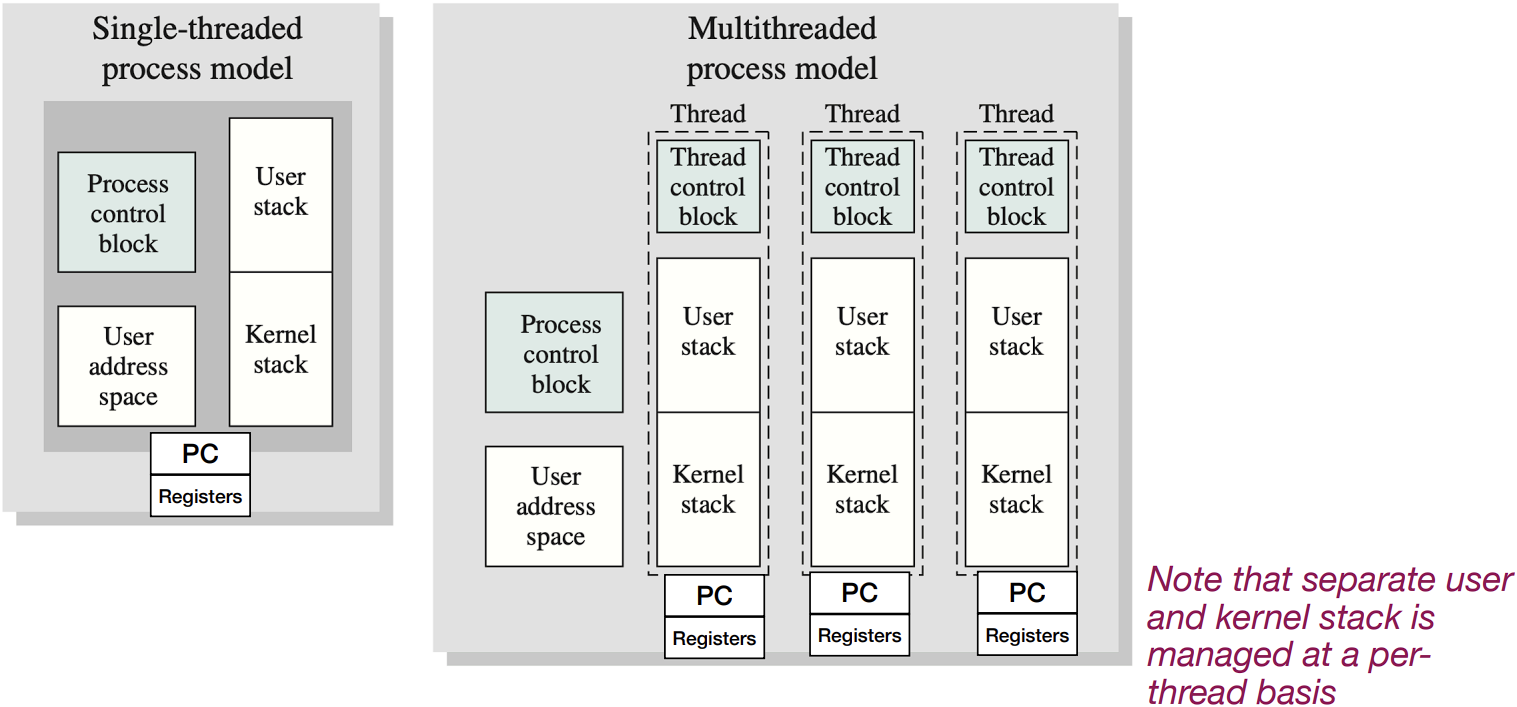 Single-threaded
process model
Process
control
block
User
stack
User
address
space
Kernel
stack
PC
Registers
Multithreaded
process model
Process
control
block
User
address
space
Thread
Thread
control
block
User
stack
Kernel
stack
PC
Registers
Thread
Thread
control
block
User
stack
Kernel
stack
PC
Registers
Thread
Thread
control
block
User
stack
Kernel
stack
PC
Registers
Note that separate user
and kernel stack is
managed at a per-
thread basis